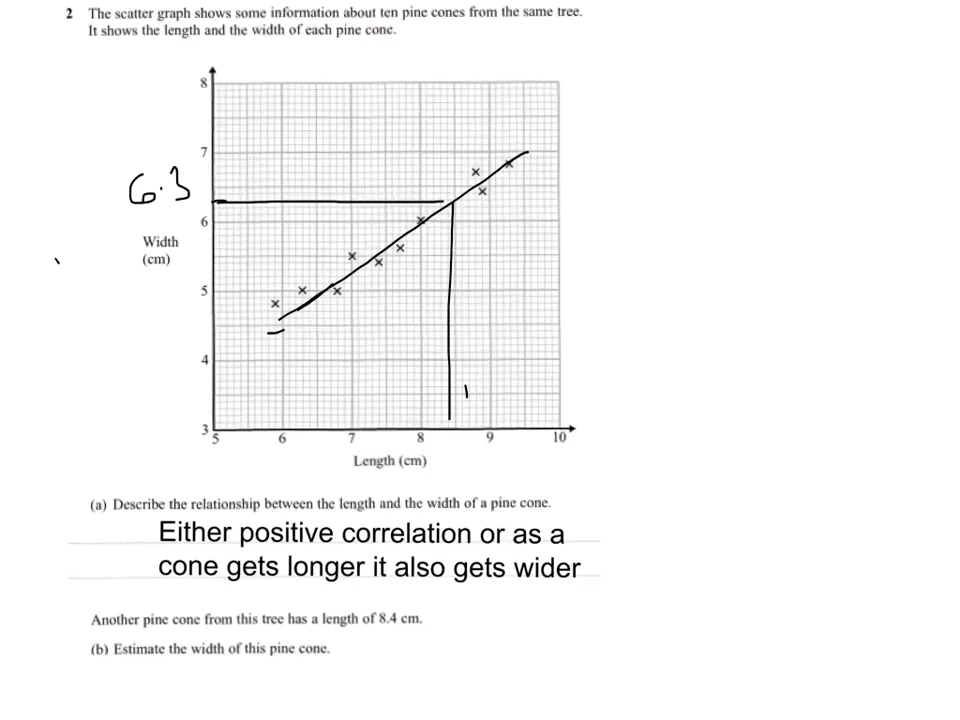 2 The scatter graph shows some information about ten pine cones from the same tree.
It shows the length and the width of each pine cone.
8
7
6.3
6
Width
(cm)
5
4
3
5 6 7 8 9 10
Length (cm)
(a) Describe the relationship between the length and the width of a pine cone.
Either positive correlation or as a
cone gets longer it also gets wider
Another pine cone from this tree has a length of 8.4 cm.
(b) Estimate the width of this pine cone.